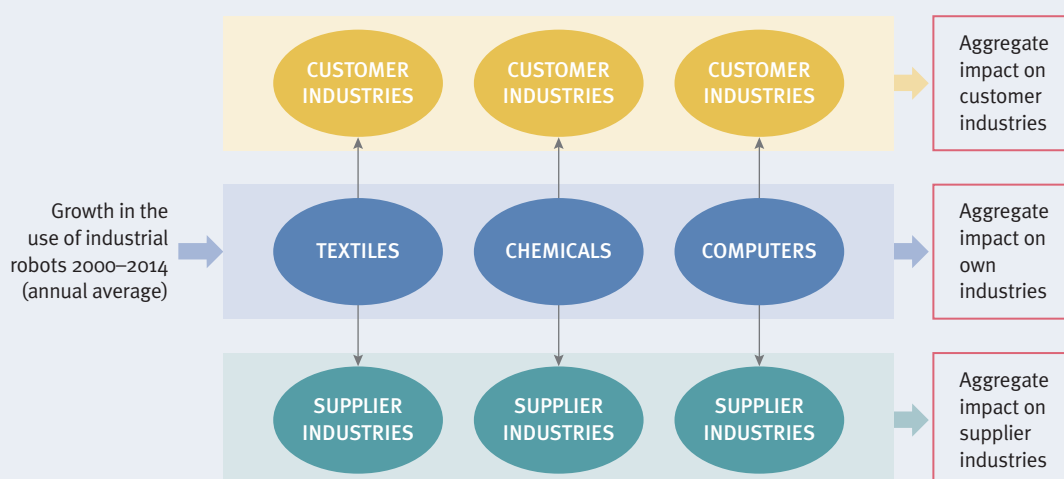 CUSTOMER
INDUSTRIES
CUSTOMER
INDUSTRIES
CUSTOMER
INDUSTRIES
Aggregate
impact on
customer
industries
Growth in the
use of industrial
robots 2000–2014
(annual average)
TEXTILES
CHEMICALS
COMPUTERS
Aggregate
impact on
own
industries
SUPPLIER
INDUSTRIES
SUPPLIER
INDUSTRIES
SUPPLIER
INDUSTRIES
Aggregate
impact on
supplier
industries